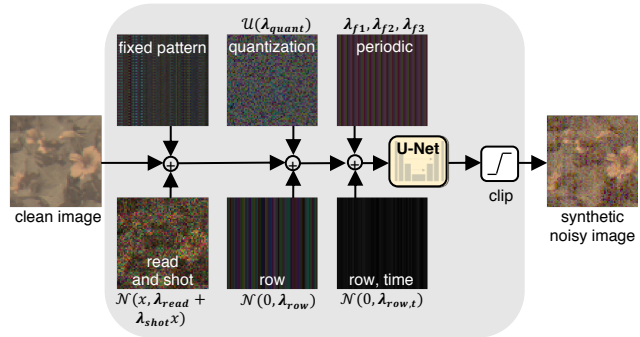 𝒰(λ_quant)
λ_f1, λ_f2, λ_f3
fixed pattern
quantization
periodic
U-Net
clean image
clip
synthetic
noisy image
read
and shot
row
row, time
𝒩(x, λ_read +
λ_shot x)
𝒩(0, λ_row)
𝒩(0, λ_row,t)